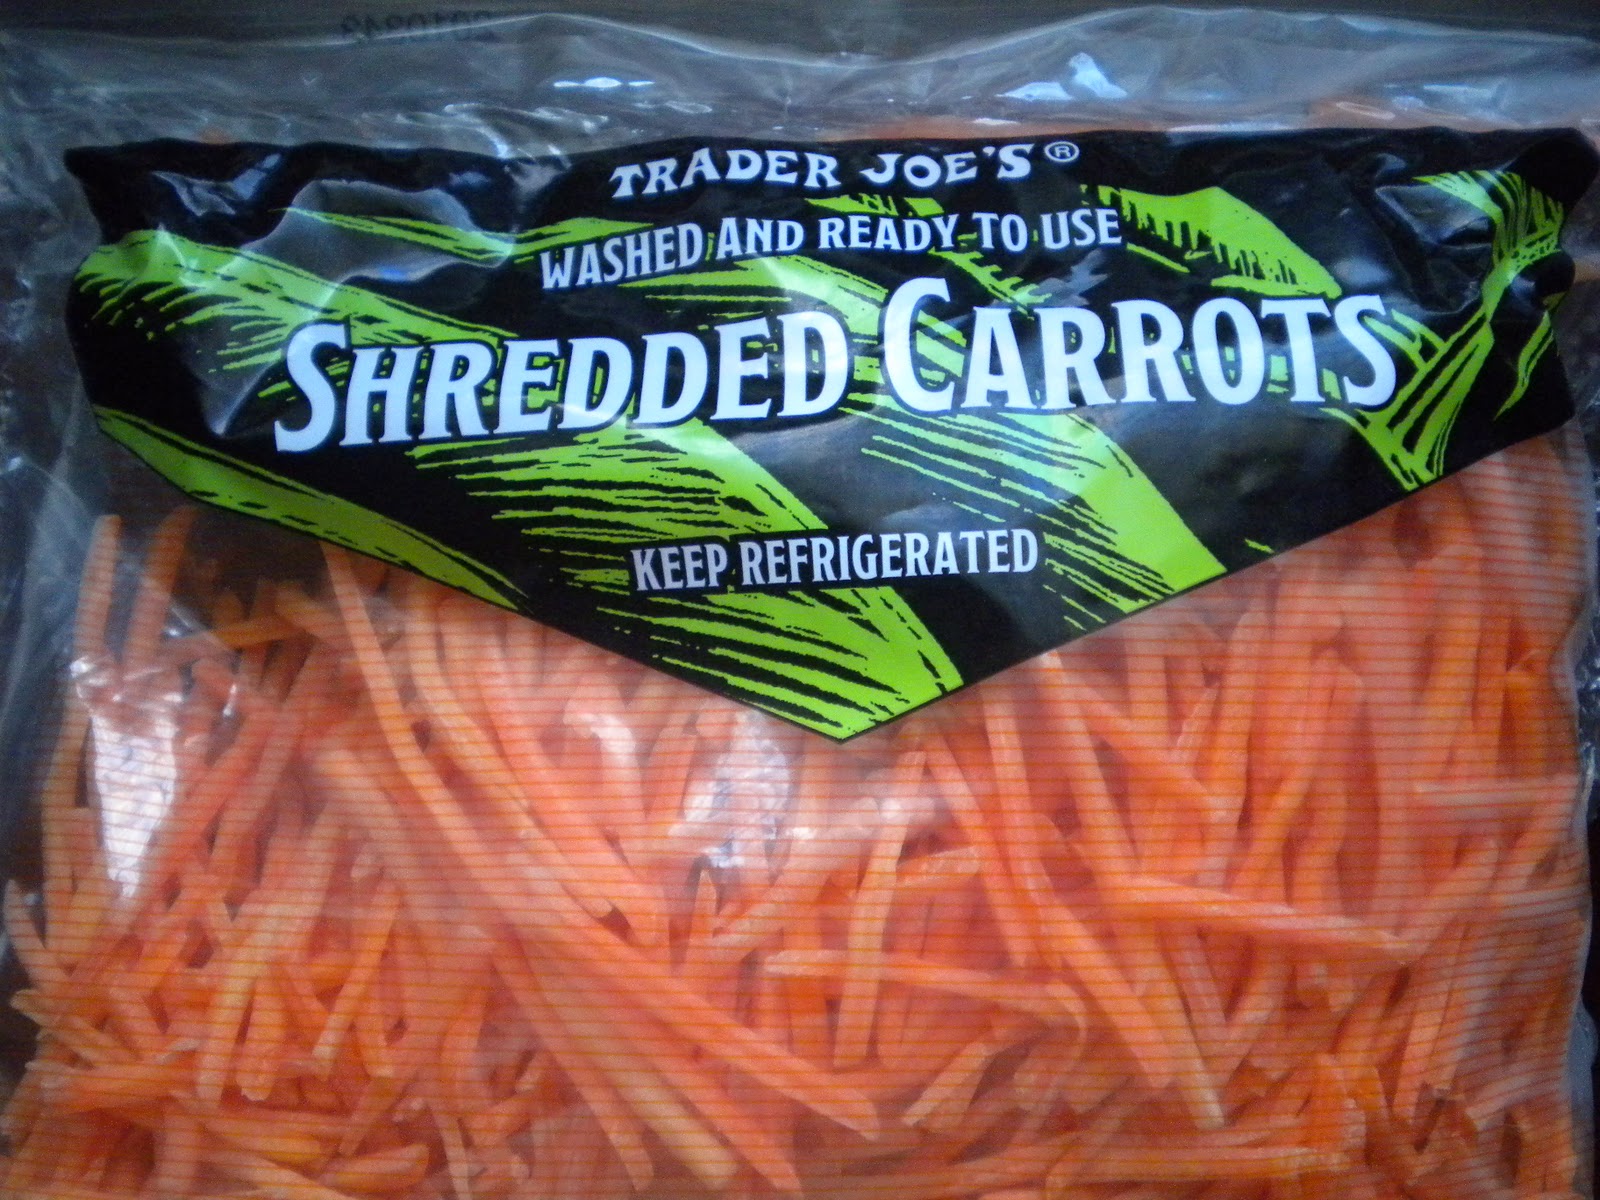 TRADER JOE'S®
WASHED AND READY TO USE
SHREDDED CARROTS
KEEP REFRIGERATED